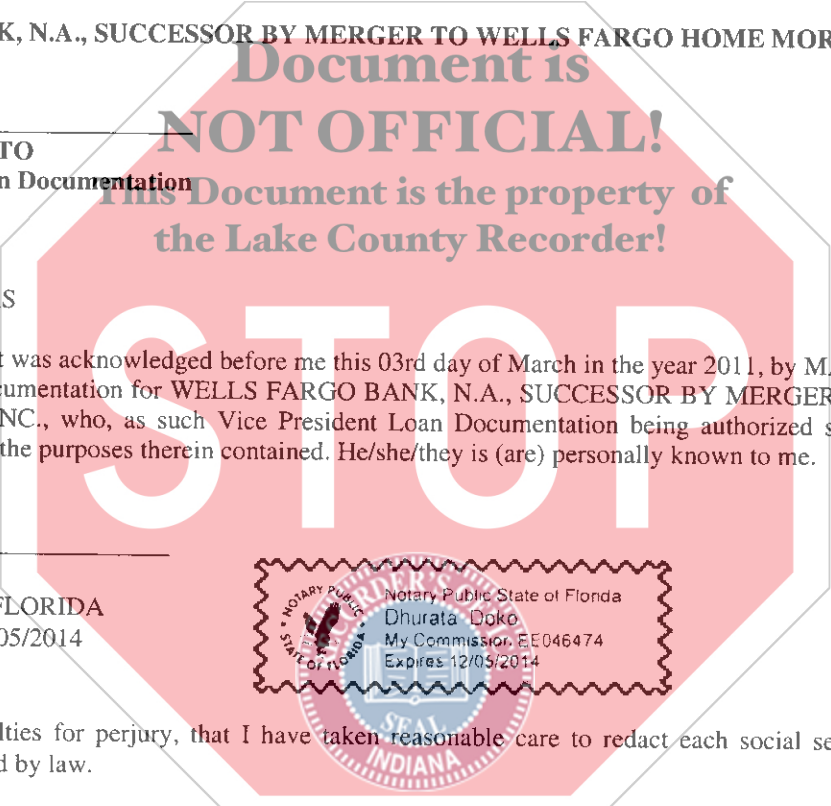 K, N.A., SUCCESSOR BY MERGER TO WELLS FARGO HOME MOR
Document is
NOT OFFICIAL!
TO
n Documentation
This Document is the property of
the Lake County Recorder!
S
STOP
t was acknowledged before me this 03rd day of March in the year 2011, by M.
cumentation for WELLS FARGO BANK, N.A., SUCCESSOR BY MERGER
NC., who, as such Vice President Loan Documentation being authorized s
the purposes therein contained. He/she/they is (are) personally known to me.
FLORIDA
05/2014
NOTARY PUBLIC
STATE OF FLORIDA
Notary Public State of Florida
Dhurata Doko
My Commission EE046474
Expires 12/05/2014
RECORDER'S OFFICE
SEAL
INDIANA
lties for perjury, that I have taken reasonable care to redact each social se
d by law.